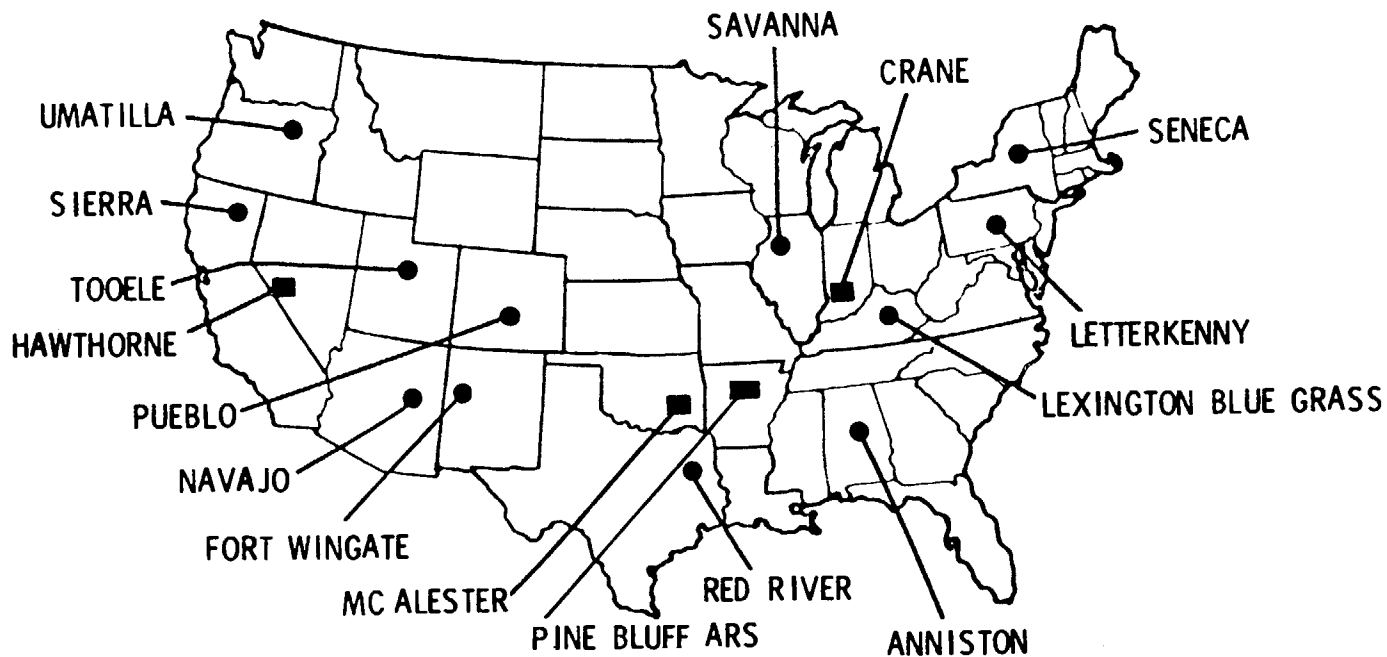 SAVANNA
CRANE
UMATILLA
SENECA
SIERRA
TOOELE
HAWTHORNE
LETTERKENNY
PUEBLO
LEXINGTON BLUE GRASS
NAVAJO
FORT WINGATE
MC ALESTER
RED RIVER
PINE BLUFF ARS
ANNISTON